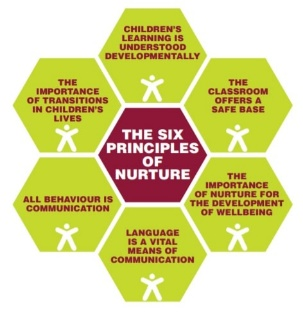 CHILDREN'S
LEARNING IS
UNDERSTOOD
DEVELOPMENTALLY
THE
IMPORTANCE
OF TRANSITIONS
IN CHILDREN'S
LIVES
THE
CLASSROOM
OFFERS A
SAFE BASE
THE SIX
PRINCIPLES
OF
NURTURE
ALL BEHAVIOUR IS
COMMUNICATION
THE
IMPORTANCE
OF NURTURE FOR
THE DEVELOPMENT
OF WELLBEING
LANGUAGE
IS A VITAL
MEANS OF
COMMUNICATION